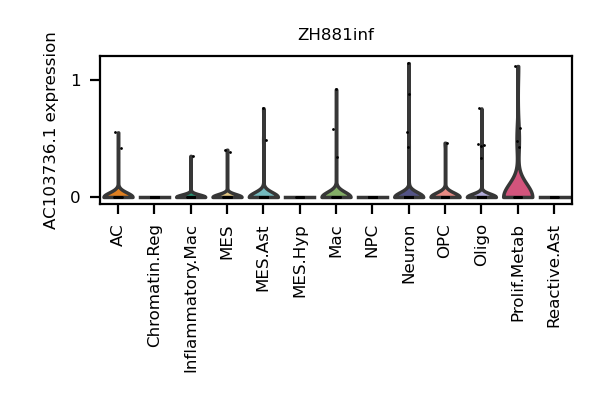 ZH881inf
AC103736.1 expression
1
0
AC
Chromatin.Reg
Inflammatory.Mac
MES
MES.Ast
MES.Hyp
Mac
NPC
Neuron
OPC
Oligo
Prolif.Metab
Reactive.Ast